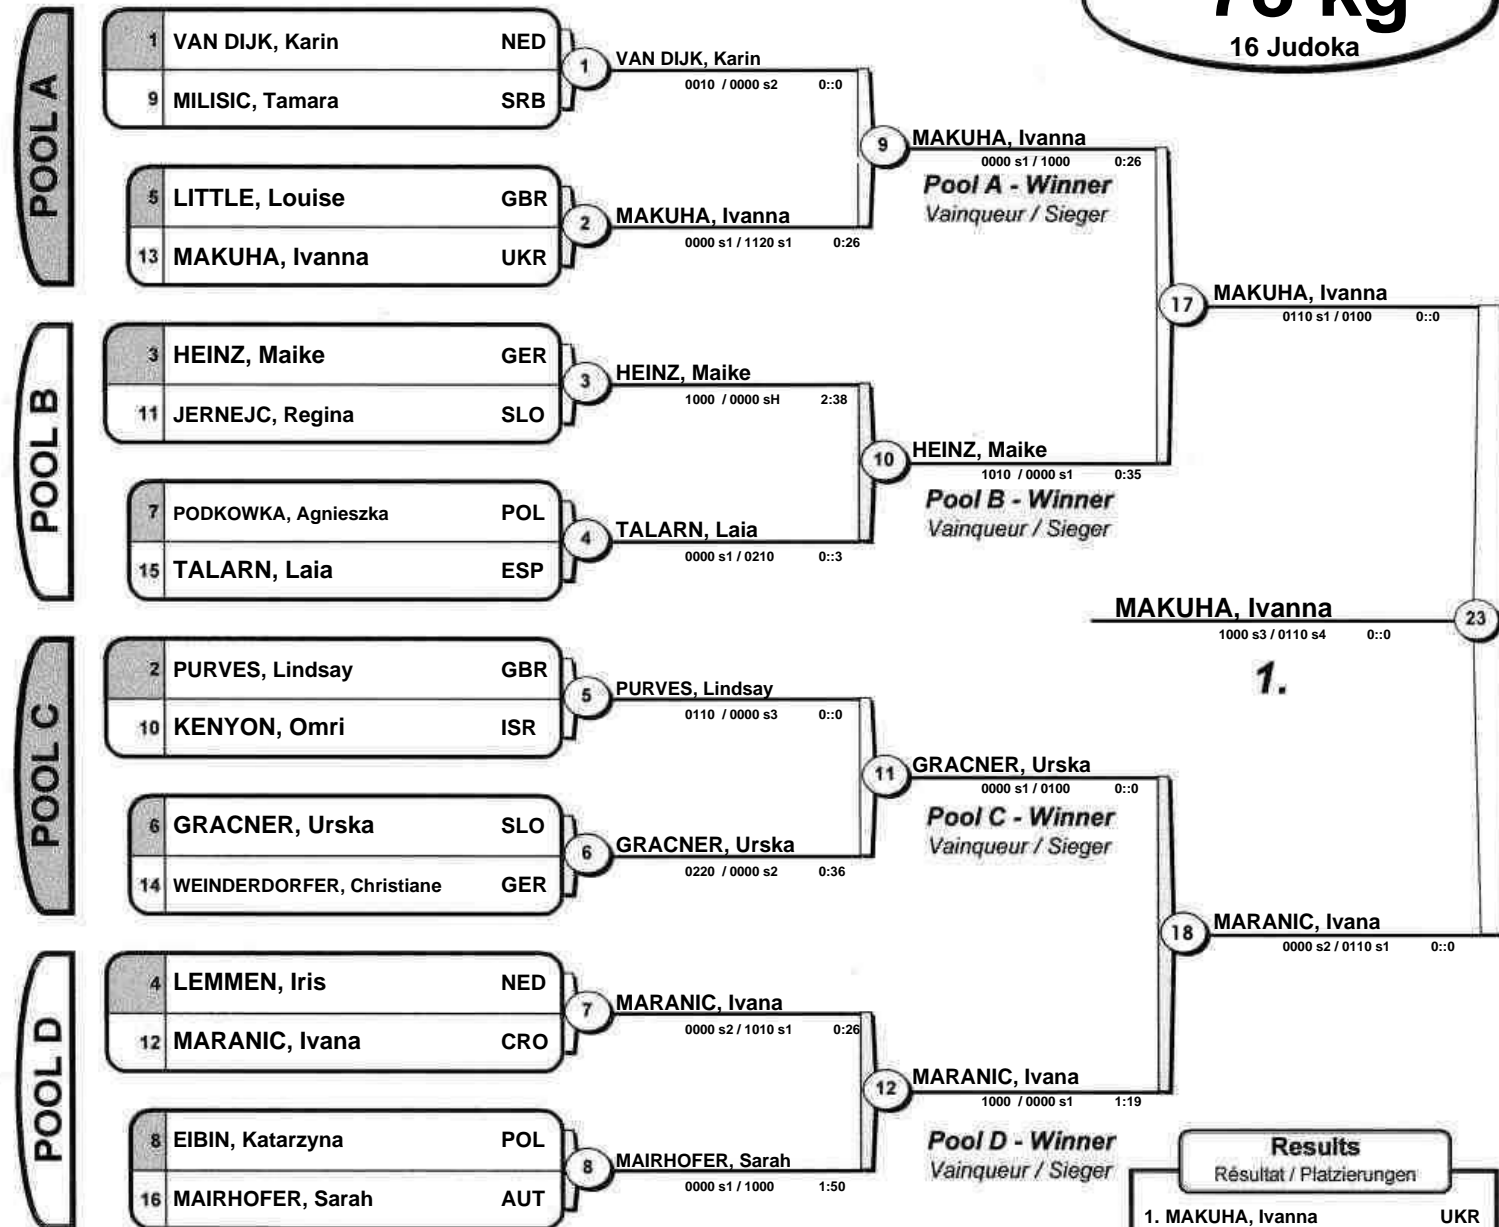 78 kg
16 Judoka
POOL A
1 VAN DIJK, Karin NED
9 MILISIC, Tamara SRB
1
VAN DIJK, Karin
0010 / 0000 s2 0::0
5 LITTLE, Louise GBR
13 MAKUHA, Ivanna UKR
2
MAKUHA, Ivanna
0000 s1 / 1120 s1 0:26
9
MAKUHA, Ivanna
0000 s1 / 1000 0:26
Pool A - Winner
Vainqueur / Sieger
POOL B
3 HEINZ, Maike GER
11 JERNEJC, Regina SLO
3
HEINZ, Maike
1000 / 0000 sH 2:38
7 PODKOWKA, Agnieszka POL
15 TALARN, Laia ESP
4
TALARN, Laia
0000 s1 / 0210 0::3
10
HEINZ, Maike
1010 / 0000 s1 0:35
Pool B - Winner
Vainqueur / Sieger
17
MAKUHA, Ivanna
0110 s1 / 0100 0::0
MAKUHA, Ivanna
1000 s3 / 0110 s4 0::0
23
1.
POOL C
2 PURVES, Lindsay GBR
10 KENYON, Omri ISR
5
PURVES, Lindsay
0110 / 0000 s3 0::0
6 GRACNER, Urska SLO
14 WEINDERDORFER, Christiane GER
6
GRACNER, Urska
0220 / 0000 s2 0:36
11
GRACNER, Urska
0000 s1 / 0100 0::0
Pool C - Winner
Vainqueur / Sieger
POOL D
4 LEMMEN, Iris NED
12 MARANIC, Ivana CRO
7
MARANIC, Ivana
0000 s2 / 1010 s1 0:26
8 EIBIN, Katarzyna POL
16 MAIRHOFER, Sarah AUT
8
MAIRHOFER, Sarah
0000 s1 / 1000 1:50
12
MARANIC, Ivana
1000 / 0000 s1 1:19
Pool D - Winner
Vainqueur / Sieger
18
MARANIC, Ivana
0000 s2 / 0110 s1 0::0
Results
Résultat / Platzierungen
1. MAKUHA, Ivanna UKR